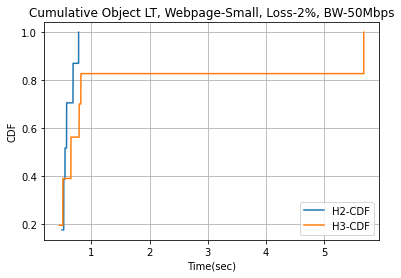 Cumulative Object LT, Webpage-Small, Loss-2%, BW-50Mbps
1.0
0.8
0.6
0.4
0.2
CDF
H2-CDF
H3-CDF
1 2 3 4 5
Time(sec)